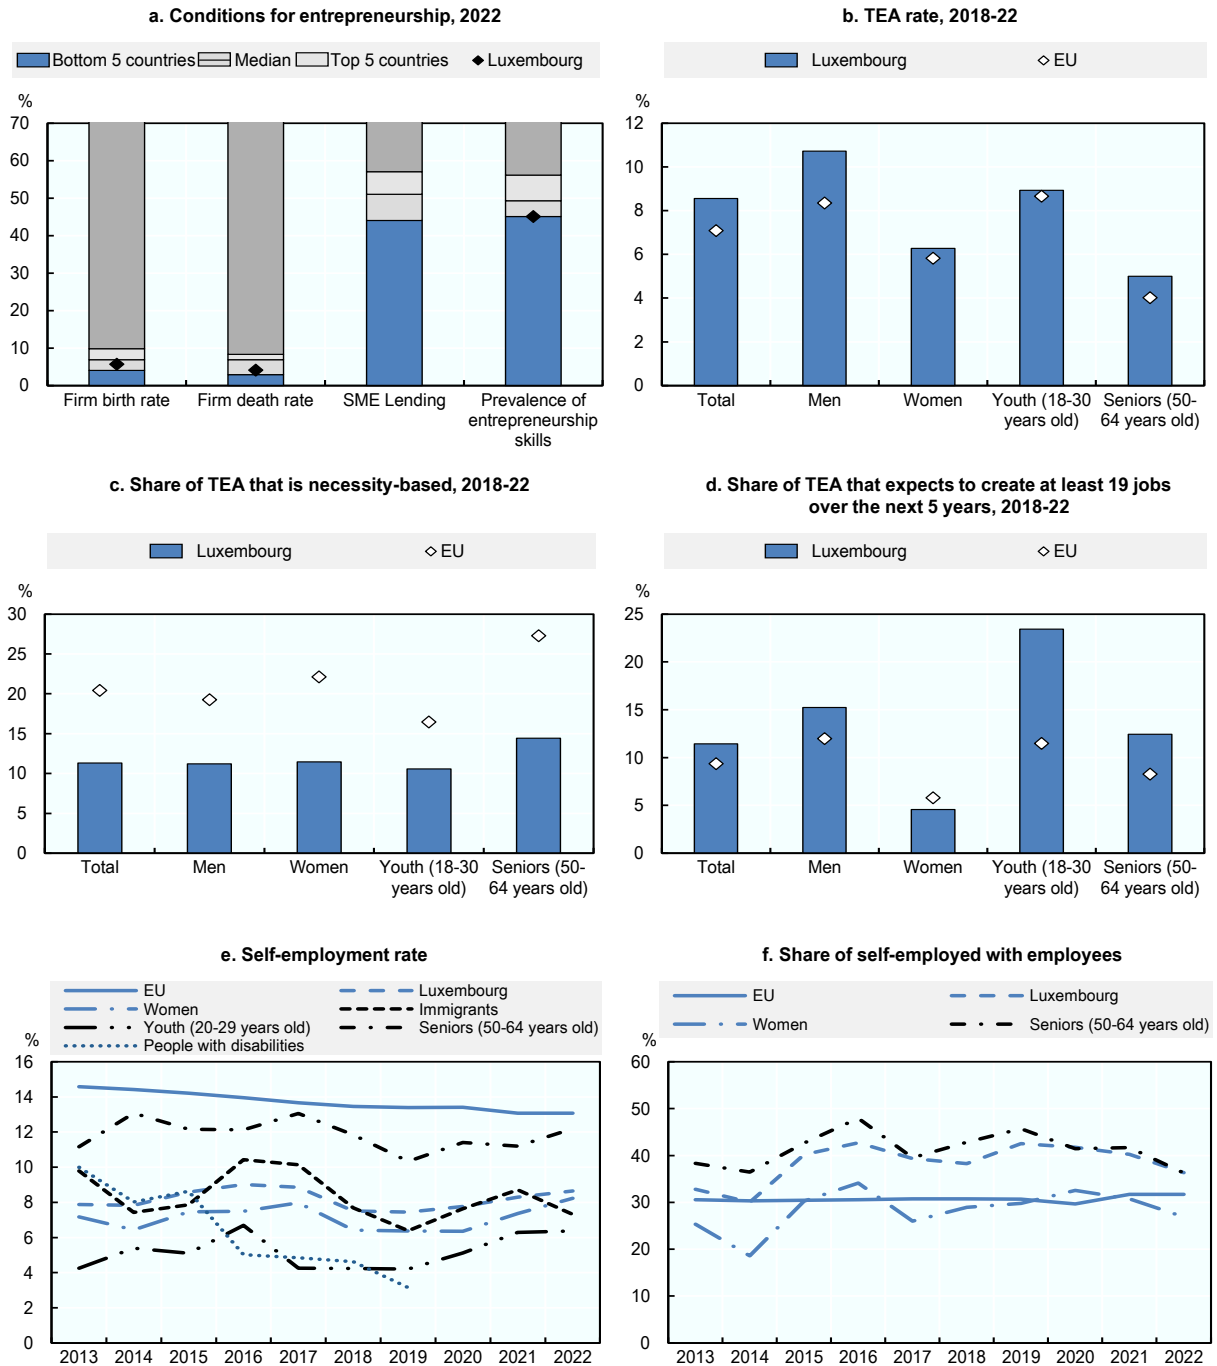 a. Conditions for entrepreneurship, 2022
Bottom 5 countries Median Top 5 countries Luxembourg
%
70
60
50
40
30
20
10
0
Firm birth rate Firm death rate SME Lending Prevalence of
entrepreneurship
skills
b. TEA rate, 2018-22
Luxembourg EU
%
12
10
8
6
4
2
0
Total Men Women Youth (18-30 Seniors (50-
years old) 64 years old)
c. Share of TEA that is necessity-based, 2018-22
Luxembourg EU
%
30
25
20
15
10
5
0
Total Men Women Youth (18-30 Seniors (50-
years old) 64 years old)
d. Share of TEA that expects to create at least 19 jobs
over the next 5 years, 2018-22
Luxembourg EU
%
25
20
15
10
5
0
Total Men Women Youth (18-30 Seniors (50-
years old) 64 years old)
e. Self-employment rate
EU Luxembourg
Women Immigrants
Youth (20-29 years old) Seniors (50-64 years old)
People with disabilities
%
16
14
12
10
8
6
4
2
0
2013 2014 2015 2016 2017 2018 2019 2020 2021 2022
f. Share of self-employed with employees
EU Luxembourg
Women Seniors (50-64 years old)
%
60
50
40
30
20
10
0
2013 2014 2015 2016 2017 2018 2019 2020 2021 2022